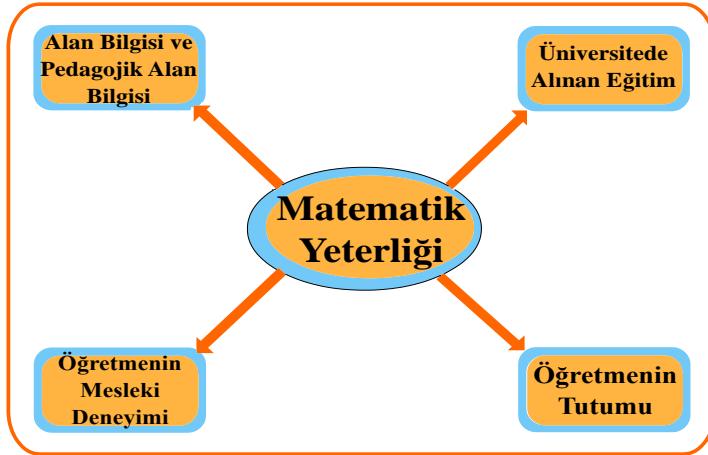 Alan Bilgisi ve
Pedagojik Alan
Bilgisi
Üniversitede
Alınan Eğitim
Matematik
Yeterliği
Öğretmenin
Mesleki
Deneyimi
Öğretmenin
Tutumu